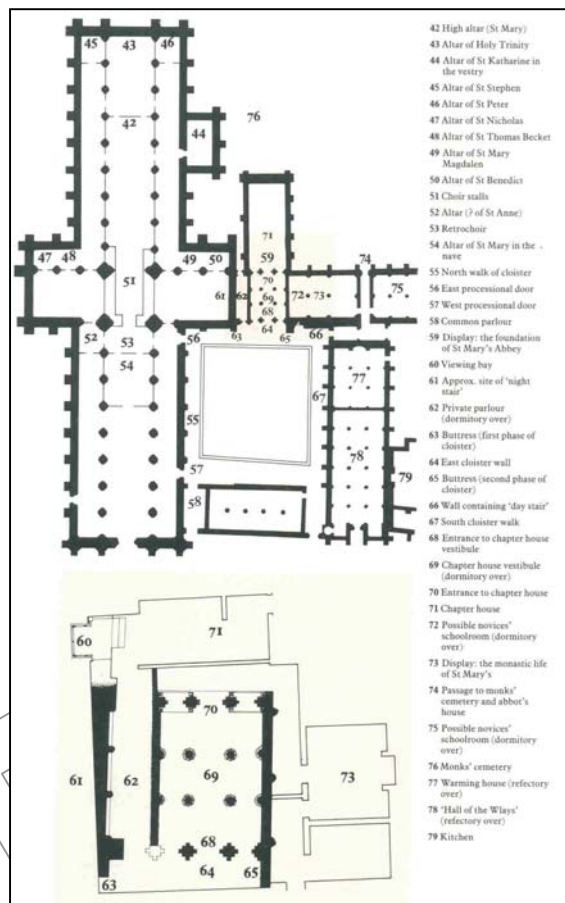 45 43 46
42
44
76
71
47 48
49 50
59
74
51
70
61 62
69
72 73
75
68
52
53
56
63
64
65
66
54
55
67
77
57
58
78
79
60
71
70
61
62
69
73
68
64
63
65
42 High altar (St Mary)
43 Altar of Holy Trinity
44 Altar of St Katharine in
the vestry
45 Altar of St Stephen
46 Altar of St Peter
47 Altar of St Nicholas
48 Altar of St Thomas Becket
49 Altar of St Mary
Magdalen
50 Altar of St Benedict
51 Choir stalls
52 Altar (? of St Anne)
53 Retrochoir
54 Altar of St Mary in the
nave
55 North walk of cloister
56 East processional door
57 West processional door
58 Common parlour
59 Display: the foundation
of St Mary's Abbey
60 Viewing bay
61 Approx. site of 'night
stair'
62 Private parlour
(dormitory over)
63 Buttress (first phase of
cloister)
64 East cloister wall
65 Buttress (second phase of
cloister)
66 Wall containing 'day stair'
67 South cloister walk
68 Entrance to chapter house
vestibule
69 Chapter house vestibule
(dormitory over)
70 Entrance to chapter house
71 Chapter house
72 Possible novices'
schoolroom (dormitory
over)
73 Display: the monastic life
of St Mary's
74 Passage to monks'
cemetery and abbot's
house
75 Possible novices'
schoolroom (dormitory
over)
76 Monks' cemetery
77 Warming house (refectory
over)
78 'Hall of the Wlays'
(refectory over)
79 Kitchen